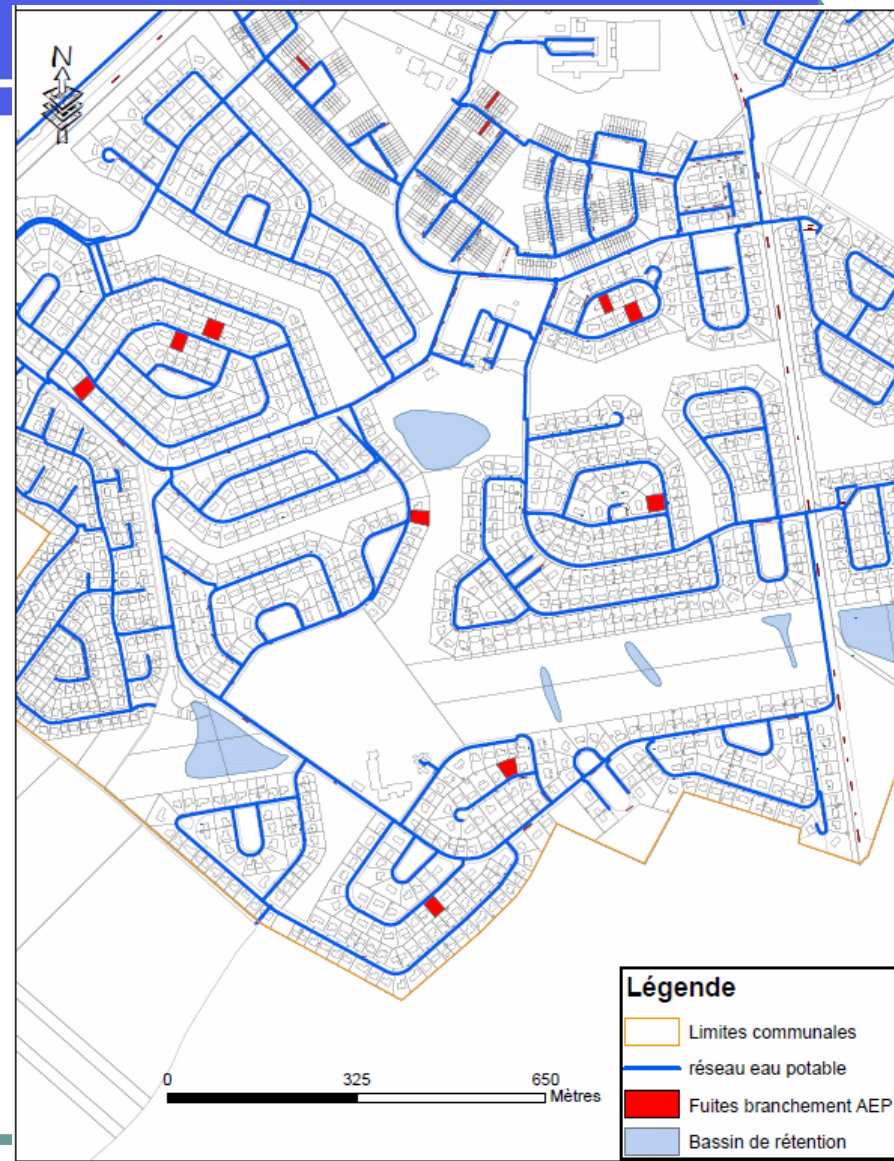 N
0 325 650
Mètres
Légende
Limites communales
réseau eau potable
Fuites branchement AEP
Bassin de rétention